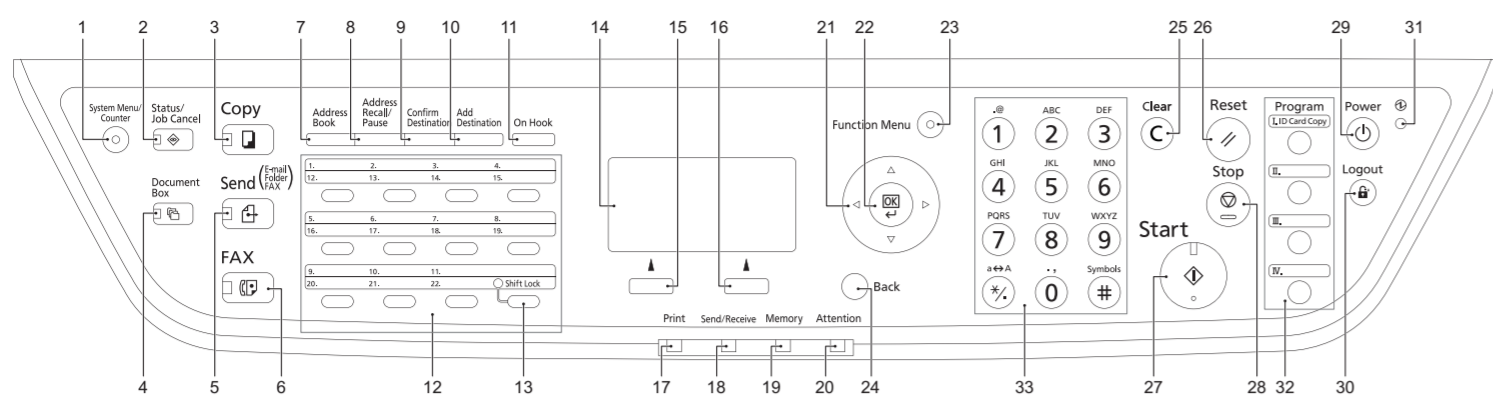 1 2 3 7 8 9 10 11 14 15 16 21 22 23 25 26 29 31
System Menu/
Counter
Status/
Job Cancel
Copy
Address
Book
Address
Recall/
Pause
Confirm
Destination
Add
Destination
On Hook
Function Menu
.@ ABC DEF
1 2 3
Clear
C
Reset
Program
I. ID Card Copy
Power
Document
Box
Send (E-mail
Folder
FAX)
1. 2. 3. 4.
12. 13. 14. 15.
OK
GHI JKL MNO
4 5 6
Stop
II.
Logout
5. 6. 7. 8.
16. 17. 18. 19.
PQRS TUV WXYZ
7 8 9
Start
III.
FAX
9. 10. 11.
20. 21. 22. Shift Lock
Back
a↔A ., Symbols
*/. 0 #
IV.
Print Send/Receive Memory Attention
4 5 6 12 13 17 18 19 20 24 33 27 28 32 30